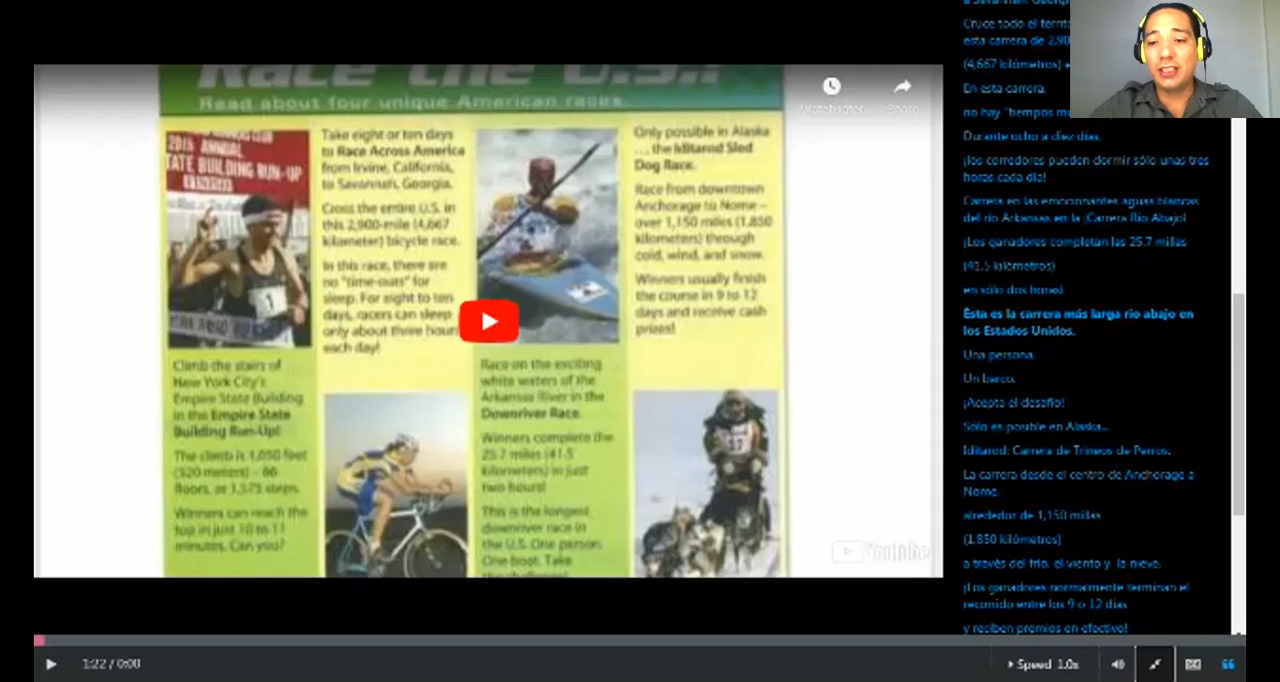 Race the U.S.!
Read about four unique American races
Watch later
Share
20th ANNUAL
STATE BUILDING RUN-UP
1
Climb the stairs of
New York City's
Empire State Building
in the Empire State
Building Run-Up!
The climb is 1,050 feet
(320 meters) – 86
floors, or 1,575 steps.
Winners can reach the
top in just 10 to 11
minutes. Can you?
Take eight or ten days
to Race Across America
from Irvine, California,
to Savannah, Georgia.
Cross the entire U.S. in
this 2,900-mile (4,667
kilometer) bicycle race.
In this race, there are
no "time-outs" for
sleep. For eight to ten
days, racers can sleep
only about three hours
each day!
Race on the exciting
white waters of the
Arkansas River in the
Downriver Race.
Winners complete the
25.7 miles (41.5
kilometers) in just
two hours!
This is the longest
downriver race in
the U.S. One person.
One boat. Take
the challenge!
Only possible in Alaska
... the Iditarod Sled
Dog Race.
Race from downtown
Anchorage to Nome –
over 1,150 miles (1,850
kilometers) through
cold, wind, and snow.
Winners usually finish
the course in 9 to 12
days and receive cash
prizes!
YouTube
a Savannah, Georgia
Cruce todo el territo
esta carrera de 2,90
(4,667 kilómetros) e
En esta carrera,
no hay "tiempos mu
Durante ocho a diez días,
¡los corredores pueden dormir sólo unas tres
horas cada día!
Carrera en las emocionantes aguas blancas
del río Arkansas en la ¡Carrera Río Abajo!
¡Los ganadores completan las 25.7 millas
(41.5 kilómetros)
en sólo dos horas!
Ésta es la carrera más larga río abajo en
los Estados Unidos.
Una persona.
Un barco.
¡Acepta el desafío!
Sólo es posible en Alaska...
Iditarod: Carrera de Trineos de Perros.
La carrera desde el centro de Anchorage a
Nome.
alrededor de 1,150 millas
(1,850 kilómetros)
a través del frío, el viento y la nieve.
¡Los ganadores normalmente terminan el
recorrido entre los 9 o 12 días
y reciben premios en efectivo!
1:22 / 0:00
Speed 1.0x